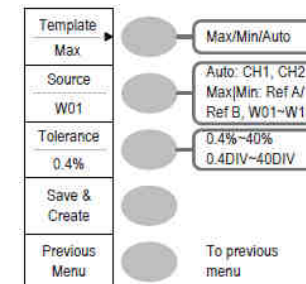 Template
Max
Max/Min/Auto
Source
W01
Auto: CH1, CH2
Max|Min: Ref A/
Ref B, W01~W1
Tolerance
0.4%
0.4%~40%
0.4DIV~40DIV
Save &
Create
Previous
Menu
To previous
menu